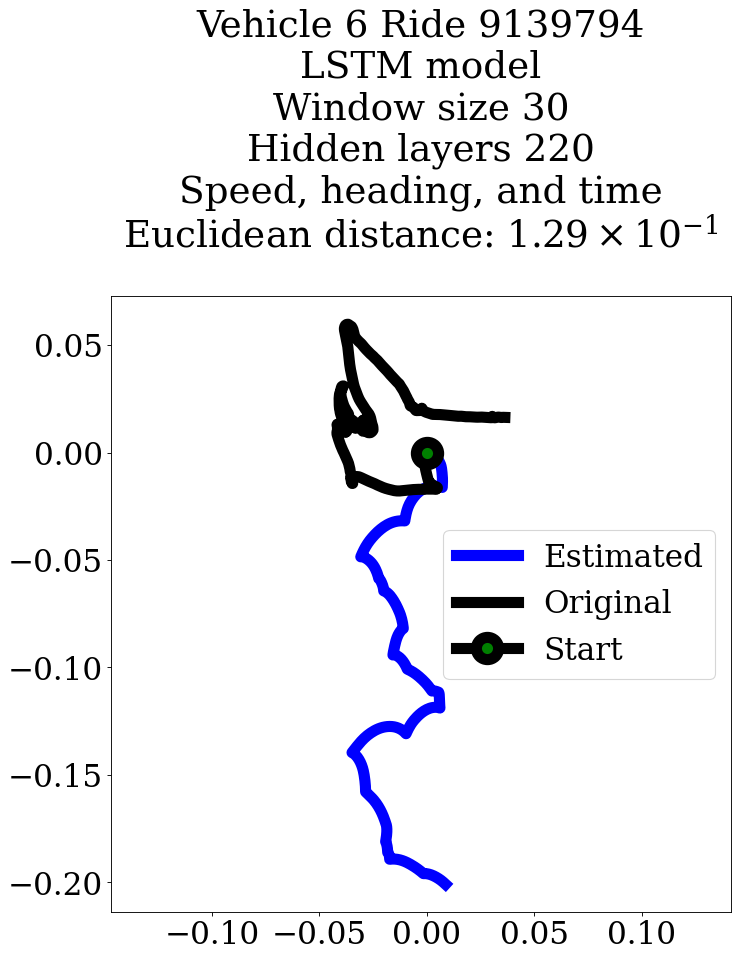 Vehicle 6 Ride 9139794
LSTM model
Window size 30
Hidden layers 220
Speed, heading, and time
Euclidean distance: 1.29 × 10⁻¹
0.05
0.00
−0.05
−0.10
−0.15
−0.20
Estimated
Original
Start
−0.10 −0.05 0.00 0.05 0.10